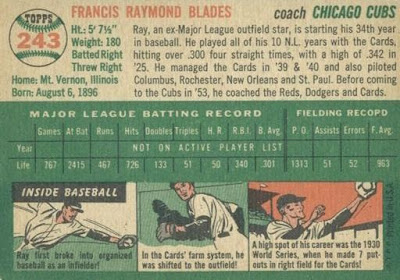 TOPPS
243
FRANCIS RAYMOND BLADES
coach CHICAGO CUBS
Ht.: 5' 7½"
Weight: 180
Batted Right
Threw Right
Home: Mt. Vernon, Illinois
Born: August 6, 1896
Ray, an ex-Major League outfield star, is starting his 34th year
in baseball. He played all of his 10 N.L. years with the Cards,
hitting over .300 four straight times, with a high of .342 in
'25. He managed the Cards in '39 & '40 and also piloted
Columbus, Rochester, New Orleans and St. Paul. Before coming
to the Cubs in '53, he coached the Reds, Dodgers and Cards.
MAJOR LEAGUE BATTING RECORD
FIELDING RECORD
Games At Bat Runs Hits Doubles Triples H.R. R.B.I. B. Avg. P.O. Assists Errors F. Avg.
Year NOT ON ACTIVE PLAYER LIST
Life 767 2415 467 726 133 51 50 340 .301 1313 51 52 .963
INSIDE BASEBALL
Ray first broke into organized
baseball as an infielder!
In the Cards' farm system, he
was shifted to the outfield!
A high spot of his career was the 1930
World Series, when he made 7 put-
outs in right field for the Cards!